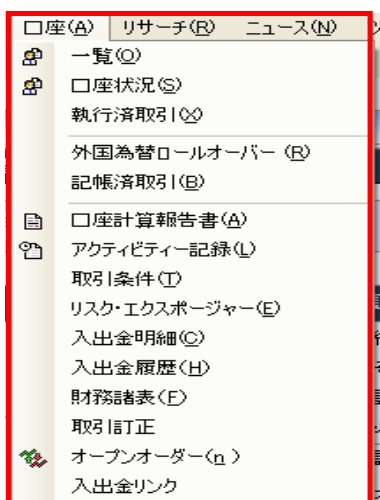 口座(A) リサーチ(R) ニュース(N)
一覧(O)
口座状況(S)
執行済取引(X)
外国為替ロールオーバー (R)
記帳済取引(B)
口座計算報告書(A)
アクティビティー記録(L)
取引条件(T)
リスク・エクスポージャー(E)
入出金明細(C)
入出金履歴(H)
財務諸表(F)
取引訂正
オープンオーダー(n )
入出金リンク